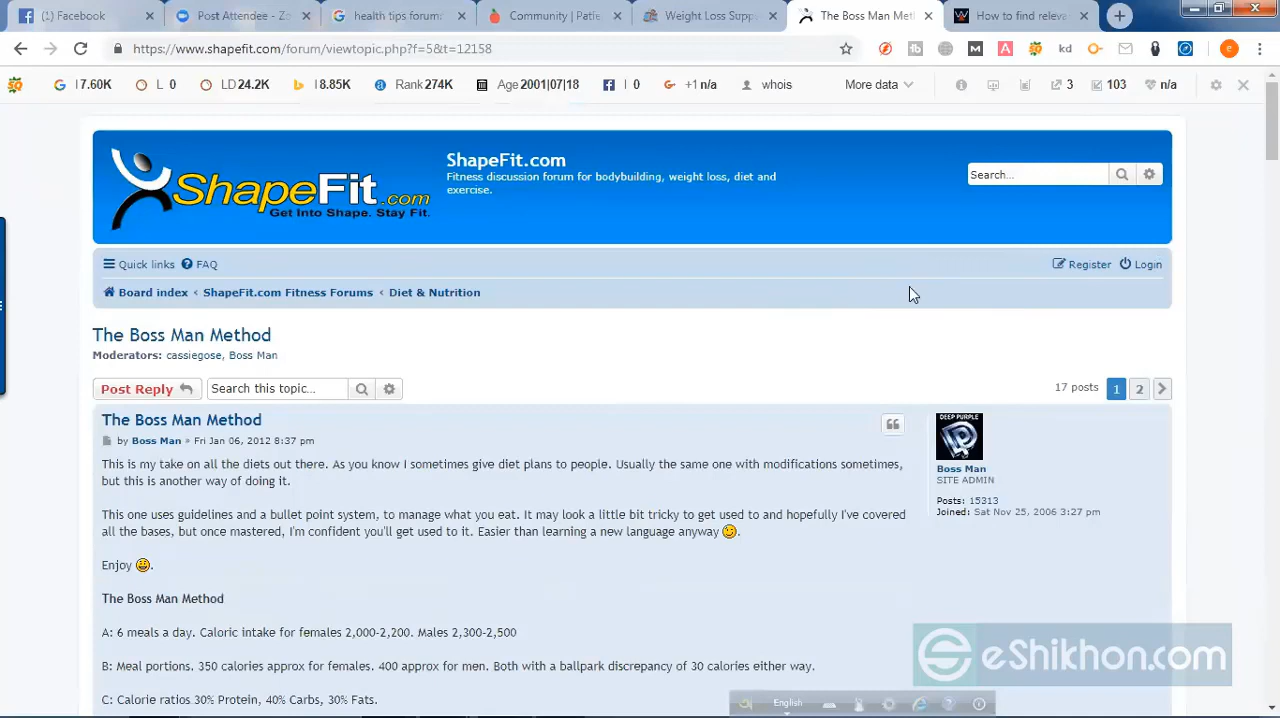 (1) Facebook
Post Attendee - Zo
health tips forum:
Community | Patie
Weight Loss Supp
The Boss Man Met
How to find releva
https://www.shapefit.com/forum/viewtopic.php?f=5&t=12158
I 7.60K
L 0
LD 24.2K
I 8.85K
Rank 274K
Age 2001|07|18
I 0
+1 n/a
whois
More data
3
103
n/a
ShapeFit.com
Get Into Shape. Stay Fit.
ShapeFit.com
Fitness discussion forum for bodybuilding, weight loss, diet and
exercise.
Search...
Quick links FAQ
Register Login
Board index ‹ ShapeFit.com Fitness Forums ‹ Diet & Nutrition
The Boss Man Method
Moderators: cassiegose, Boss Man
Post Reply Search this topic...
17 posts 1 2
The Boss Man Method
by Boss Man » Fri Jan 06, 2012 8:37 pm
This is my take on all the diets out there. As you know I sometimes give diet plans to people. Usually the same one with modifications sometimes,
but this is another way of doing it.
This one uses guidelines and a bullet point system, to manage what you eat. It may look a little bit tricky to get used to and hopefully I've covered
all the bases, but once mastered, I'm confident you'll get used to it. Easier than learning a new language anyway.
Enjoy.
The Boss Man Method
A: 6 meals a day. Caloric intake for females 2,000-2,200. Males 2,300-2,500
B: Meal portions. 350 calories approx for females. 400 approx for men. Both with a ballpark discrepancy of 30 calories either way.
C: Calorie ratios 30% Protein, 40% Carbs, 30% Fats.
DEEP PURPLE
Boss Man
SITE ADMIN
Posts: 15313
Joined: Sat Nov 25, 2006 3:27 pm
eShikhon.com
English